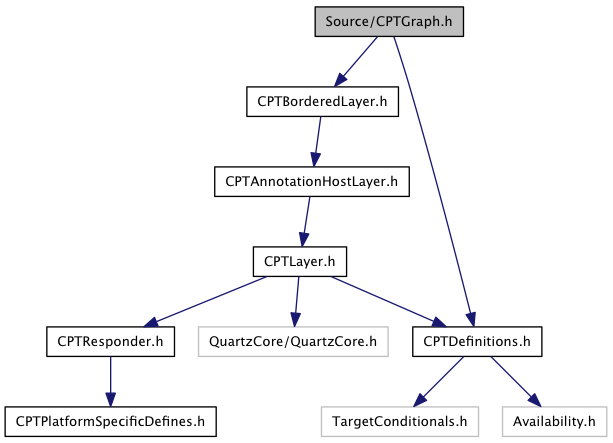 Source/CPTGraph.h
CPTBorderedLayer.h
CPTAnnotationHostLayer.h
CPTLayer.h
CPTResponder.h
QuartzCore/QuartzCore.h
CPTDefinitions.h
CPTPlatformSpecificDefines.h
TargetConditionals.h
Availability.h